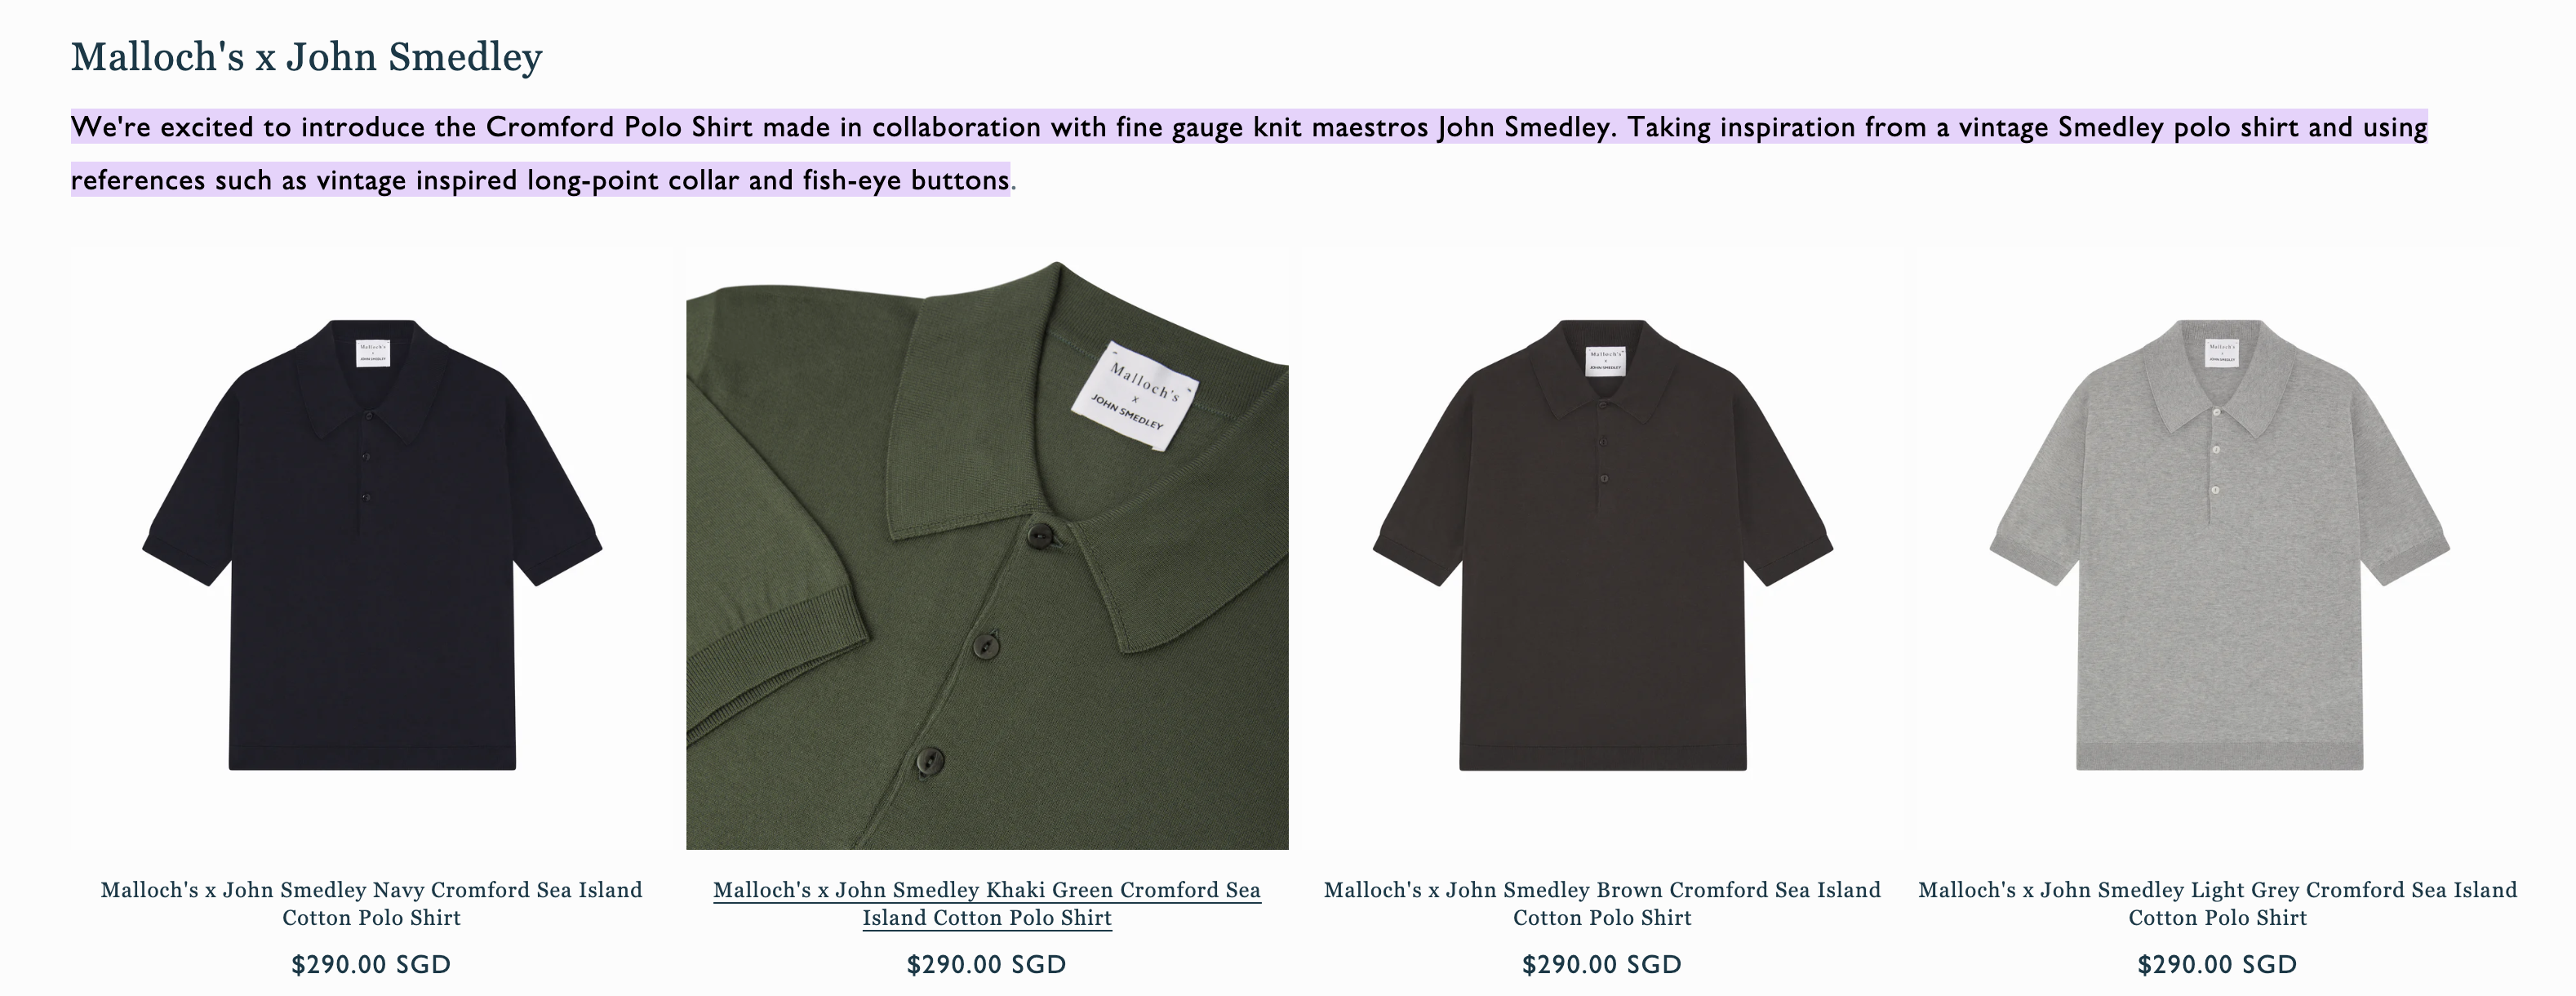 Malloch's x John Smedley
We're excited to introduce the Cromford Polo Shirt made in collaboration with fine gauge knit maestros John Smedley. Taking inspiration from a vintage Smedley polo shirt and using
references such as vintage inspired long-point collar and fish-eye buttons.
Malloch's
x
JOHN SMEDLEY
Malloch's
x
JOHN SMEDLEY
Malloch's
x
JOHN SMEDLEY
Malloch's
x
JOHN SMEDLEY
Malloch's x John Smedley Navy Cromford Sea Island
Cotton Polo Shirt
$290.00 SGD
Malloch's x John Smedley Khaki Green Cromford Sea
Island Cotton Polo Shirt
$290.00 SGD
Malloch's x John Smedley Brown Cromford Sea Island
Cotton Polo Shirt
$290.00 SGD
Malloch's x John Smedley Light Grey Cromford Sea Island
Cotton Polo Shirt
$290.00 SGD